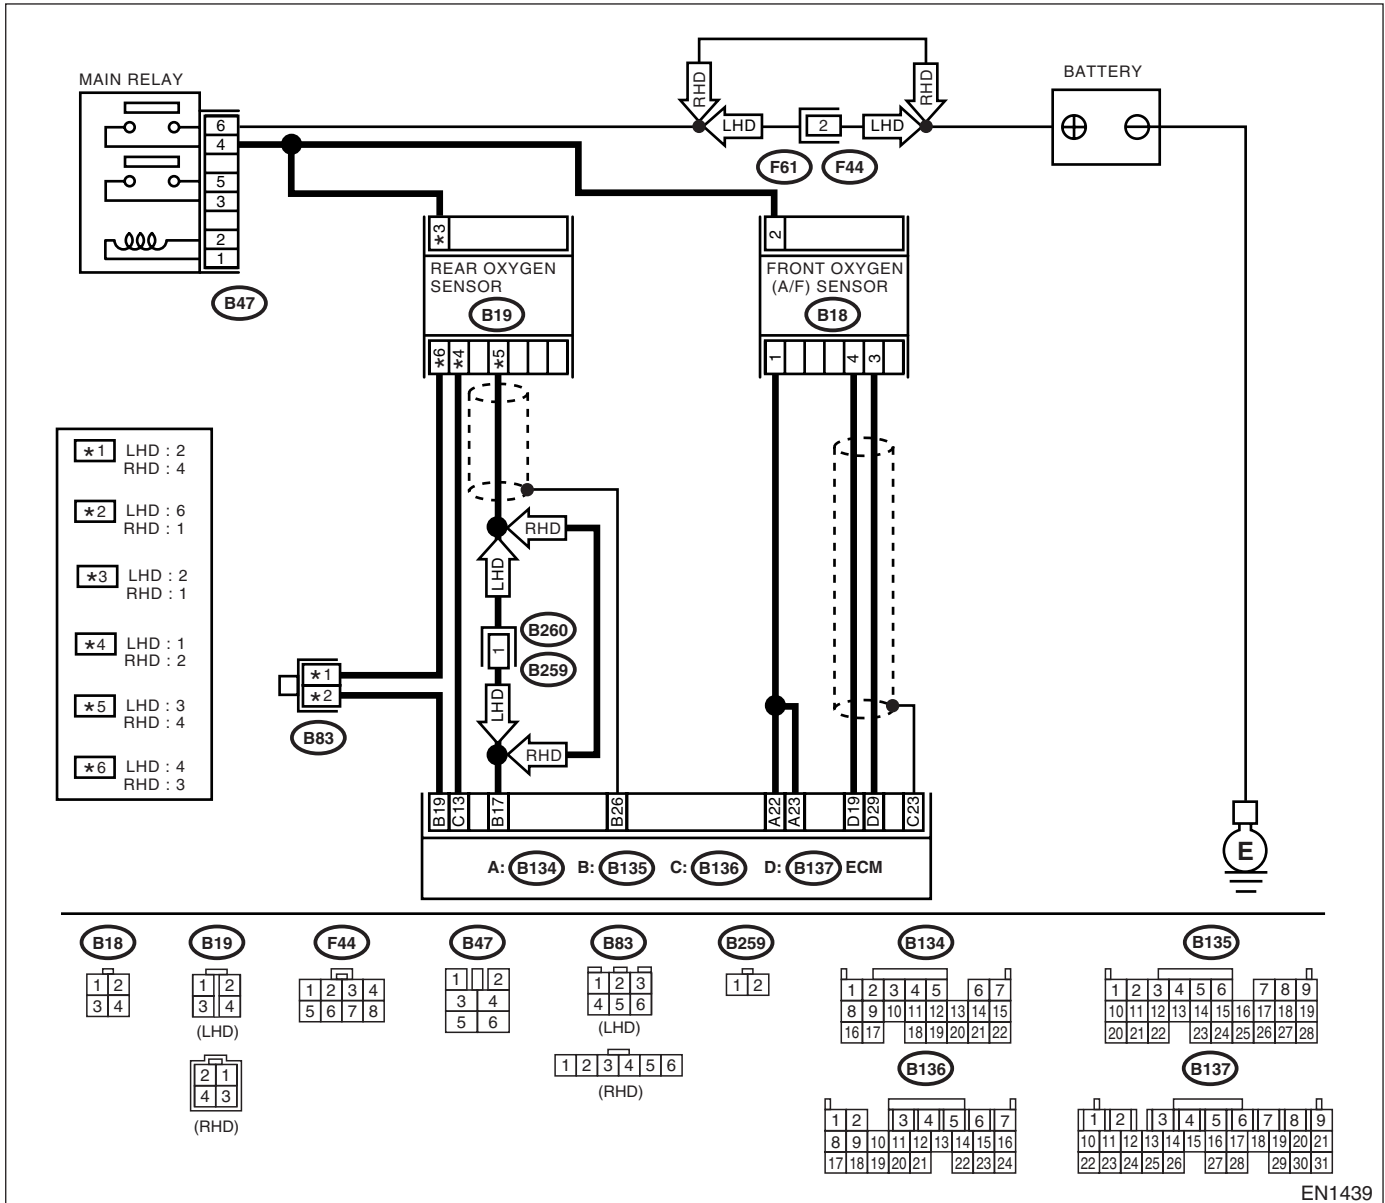 MAIN RELAY
6
4
5
3
2
1
B47
RHD
RHD
LHD
2
LHD
F61
F44
BATTERY
*3
REAR OXYGEN
SENSOR
B19
*6
*4
*5
2
FRONT OXYGEN
(A/F) SENSOR
B18
1
4
3
*1 LHD : 2
RHD : 4
*2 LHD : 6
RHD : 1
*3 LHD : 2
RHD : 1
*4 LHD : 1
RHD : 2
*5 LHD : 3
RHD : 4
*6 LHD : 4
RHD : 3
RHD
LHD
1
B260
B259
LHD
RHD
*1
*2
B83
B19
C13
B17
B26
A22
A23
D19
D29
C23
A: B134 B: B135 C: B136 D: B137 ECM
E
B18
1 2
3 4
B19
1 2
3 4
(LHD)
2 1
4 3
(RHD)
F44
1 2 3 4
5 6 7 8
B47
1 2
3 4
5 6
B83
1 2 3
4 5 6
(LHD)
1 2 3 4 5 6
(RHD)
B259
1 2
B134
1 2 3 4 5 6 7
8 9 10 11 12 13 14 15
16 17 18 19 20 21 22
B135
1 2 3 4 5 6 7 8 9
10 11 12 13 14 15 16 17 18 19
20 21 22 23 24 25 26 27 28
B136
1 2 3 4 5 6 7
8 9 10 11 12 13 14 15 16
17 18 19 20 21 22 23 24
B137
1 2 3 4 5 6 7 8 9
10 11 12 13 14 15 16 17 18 19 20 21
22 23 24 25 26 27 28 29 30 31
EN1439